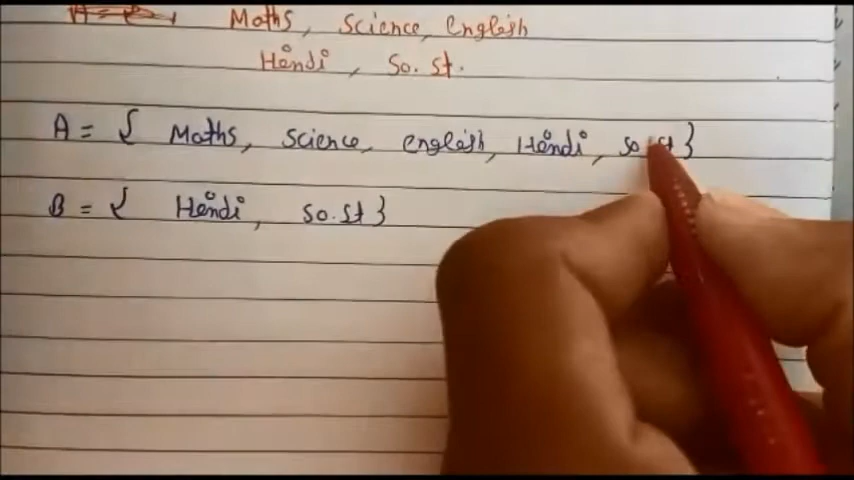 Maths, Science, English
Hindi, So. st.
A = { Maths, Science, English, Hindi, So. st }
B = { Hindi, So. st }